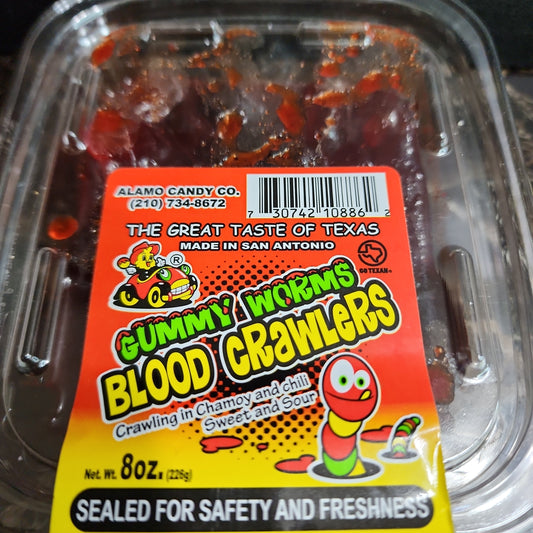 ALAMO CANDY CO.
(210) 734-8672
7 30742 10886 2
THE GREAT TASTE OF TEXAS
MADE IN SAN ANTONIO
GO TEXAN
®
GUMMY WORMS
BLOOD CRAWLERS
Crawling in Chamoy and chili
Sweet and Sour
Net. Wt. 8oz. (226g)
SEALED FOR SAFETY AND FRESHNESS